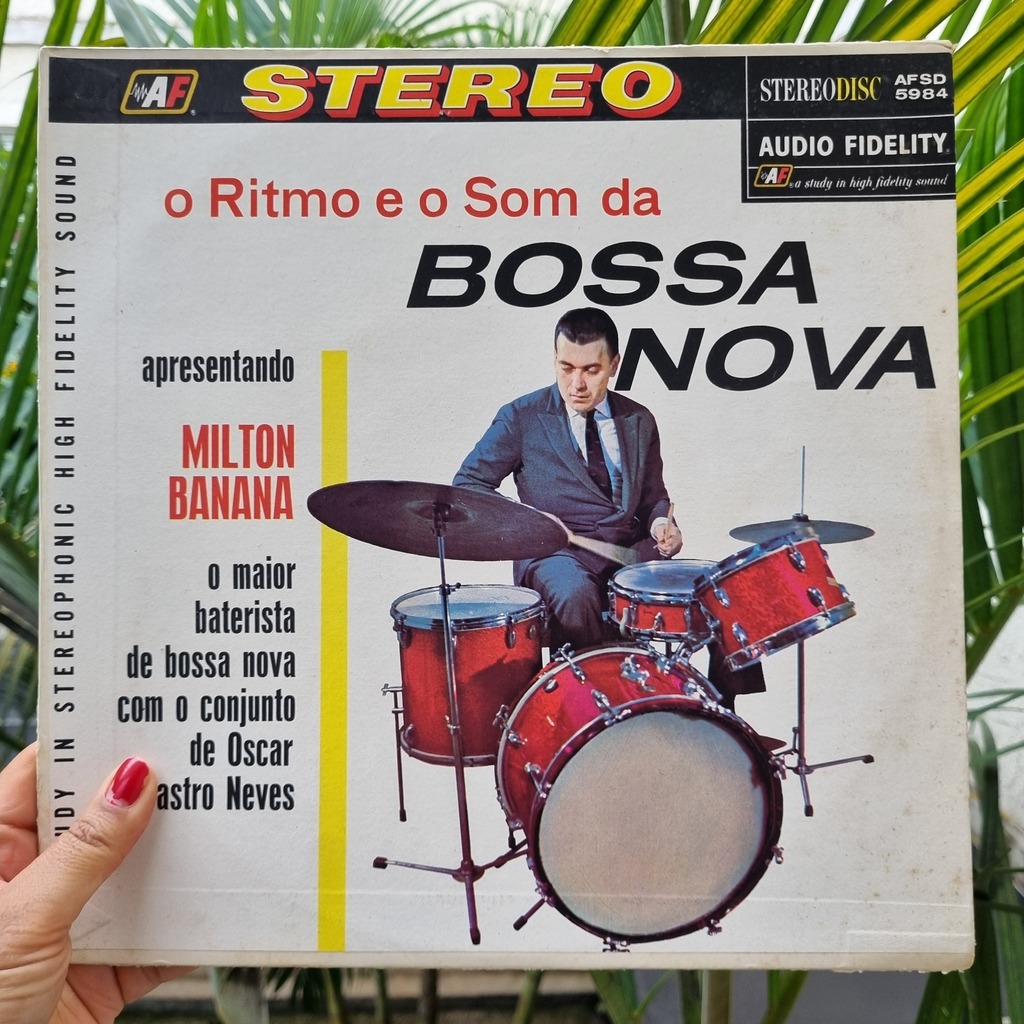 AF
STEREO
STEREODISC
AFSD
5984
AUDIO FIDELITY
AF a study in high fidelity sound
o Ritmo e o Som da
BOSSA
NOVA
apresentando
MILTON
BANANA
o maior
baterista
de bossa nova
com o conjunto
de Oscar
astro Neves
UDY IN STEREOPHONIC HIGH FIDELITY SOUND